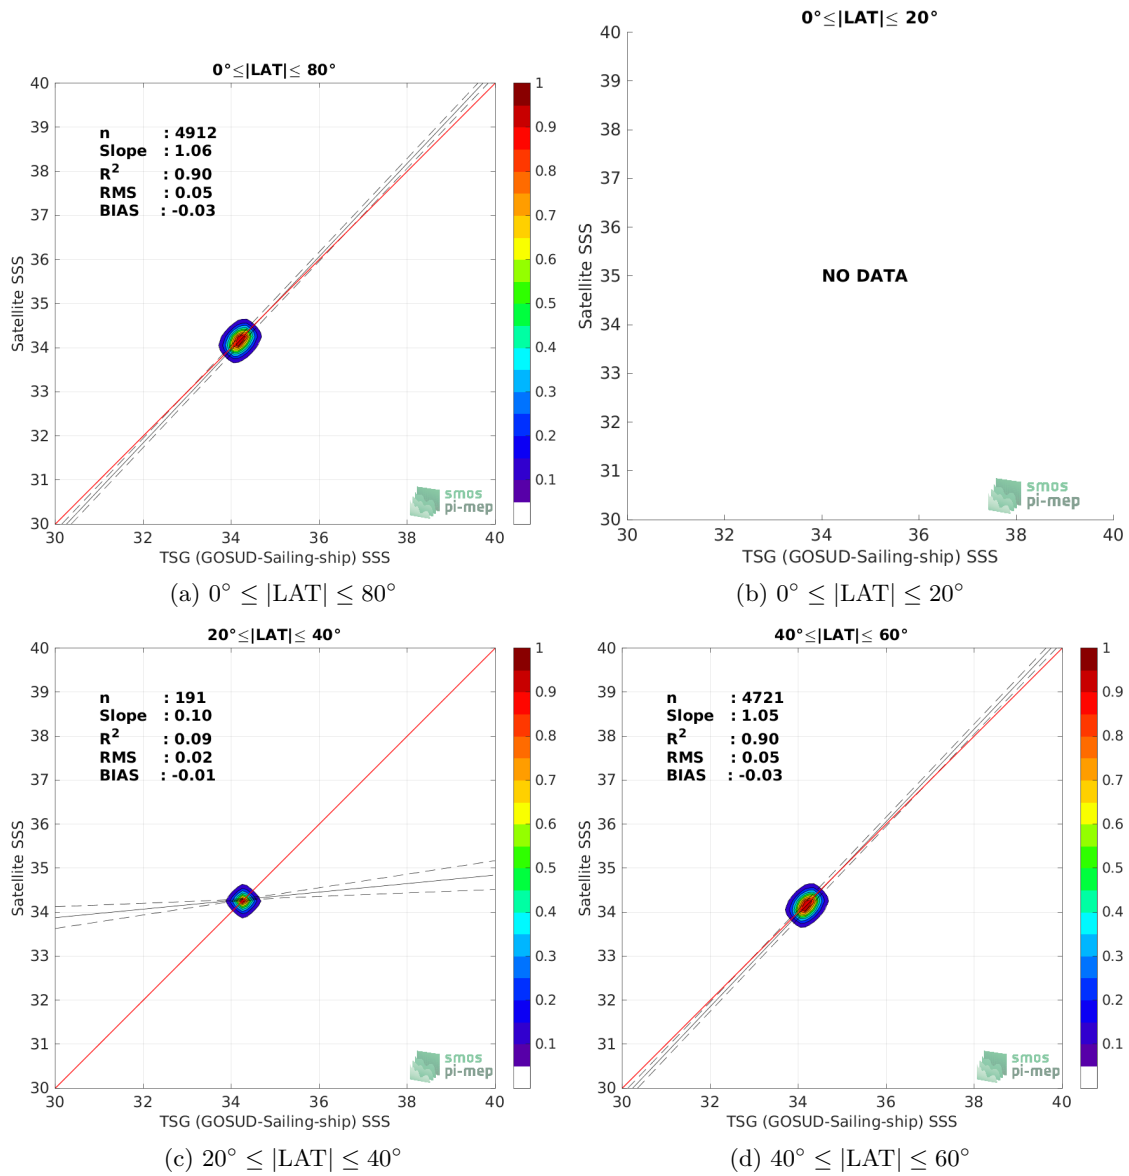 0°≤|LAT|≤ 80°
40
39
38
37
36
35
34
33
32
31
30
n : 4912
Slope : 1.06
R² : 0.90
RMS : 0.05
BIAS : -0.03
Satellite SSS
smos
pi-mep
30 32 34 36 38 40
TSG (GOSUD-Sailing-ship) SSS
1
0.9
0.8
0.7
0.6
0.5
0.4
0.3
0.2
0.1
(a) 0° ≤ |LAT| ≤ 80°
0°≤|LAT|≤ 20°
40
39
38
37
36
35
34
33
32
31
30
Satellite SSS
NO DATA
smos
pi-mep
30 32 34 36 38 40
TSG (GOSUD-Sailing-ship) SSS
(b) 0° ≤ |LAT| ≤ 20°
20°≤|LAT|≤ 40°
40
39
38
37
36
35
34
33
32
31
30
n : 191
Slope : 0.10
R² : 0.09
RMS : 0.02
BIAS : -0.01
Satellite SSS
smos
pi-mep
30 32 34 36 38 40
TSG (GOSUD-Sailing-ship) SSS
1
0.9
0.8
0.7
0.6
0.5
0.4
0.3
0.2
0.1
(c) 20° ≤ |LAT| ≤ 40°
40°≤|LAT|≤ 60°
40
39
38
37
36
35
34
33
32
31
30
n : 4721
Slope : 1.05
R² : 0.90
RMS : 0.05
BIAS : -0.03
Satellite SSS
smos
pi-mep
30 32 34 36 38 40
TSG (GOSUD-Sailing-ship) SSS
1
0.9
0.8
0.7
0.6
0.5
0.4
0.3
0.2
0.1
(d) 40° ≤ |LAT| ≤ 60°